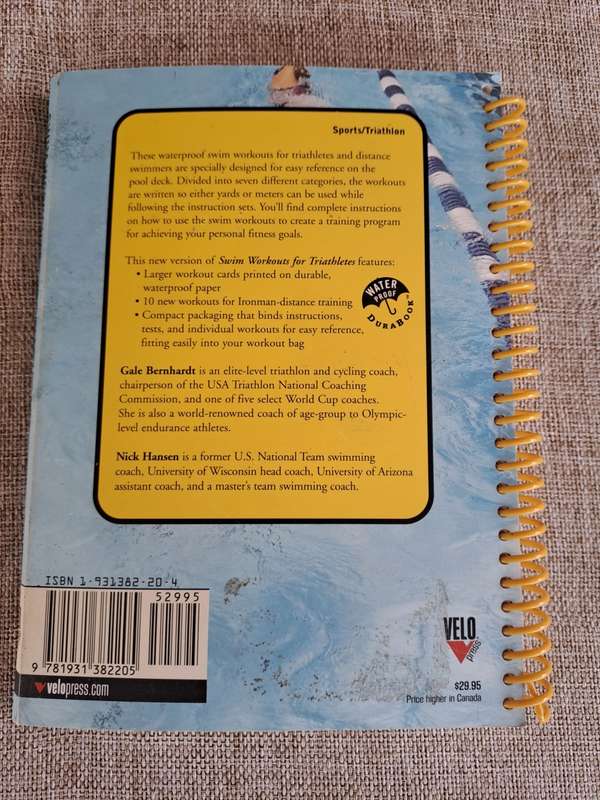 Sports/Triathlon
These waterproof swim workouts for triathletes and distance
swimmers are specially designed for easy reference on the
pool deck. Divided into seven different categories, the workouts
are written so either yards or meters can be used while
following the instruction sets. You'll find complete instructions
on how to use the swim workouts to create a training program
for achieving your personal fitness goals.
This new version of Swim Workouts for Triathletes features:
• Larger workout cards printed on durable,
waterproof paper
• 10 new workouts for Ironman-distance training
• Compact packaging that binds instructions,
tests, and individual workouts for easy reference,
fitting easily into your workout bag
WATER
PROOF
DURABOOK™
Gale Bernhardt is an elite-level triathlon and cycling coach,
chairperson of the USA Triathlon National Coaching
Commission, and one of five select World Cup coaches.
She is also a world-renowned coach of age-group to Olympic-
level endurance athletes.
Nick Hansen is a former U.S. National Team swimming
coach, University of Wisconsin head coach, University of Arizona
assistant coach, and a master's team swimming coach.
ISBN 1-931382-20-4
52995
9 781931 382205
velopress.com
VELO
press
$29.95
Price higher in Canada